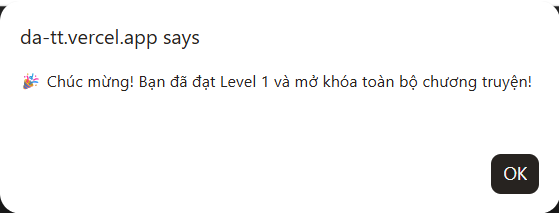 da-tt.vercel.app says
🎉 Chúc mừng! Bạn đã đạt Level 1 và mở khóa toàn bộ chương truyện!
OK